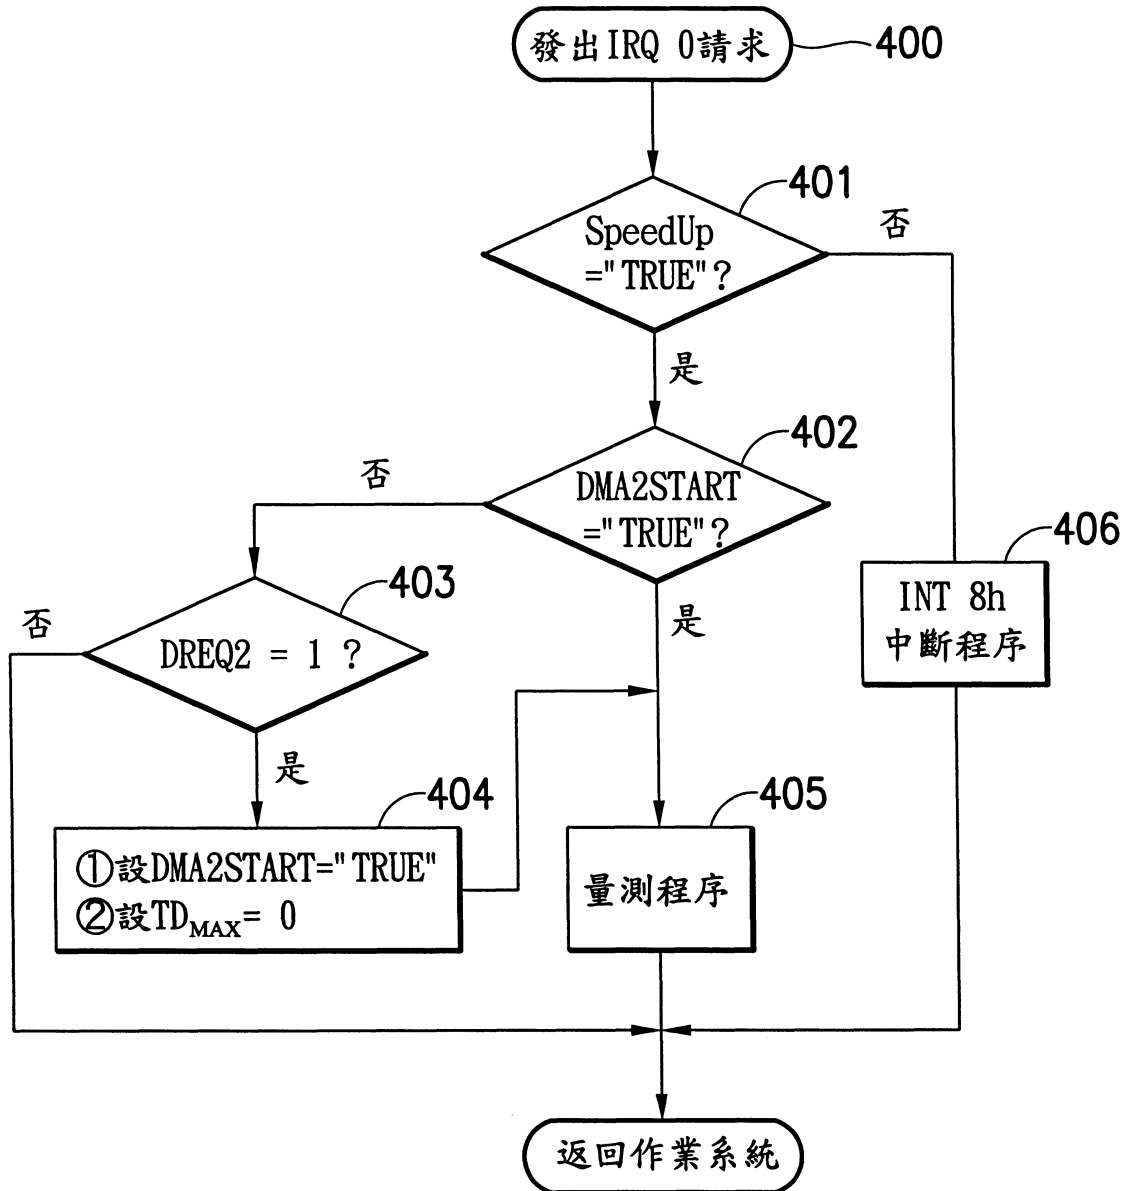 發出IRQ 0請求
400
401
SpeedUp
="TRUE"?
否
是
402
DMA2START
="TRUE"?
否
是
403
DREQ2 = 1 ?
否
是
406
INT 8h
中斷程序
404
①設DMA2START="TRUE"
②設TDMAX= 0
405
量測程序
返回作業系統